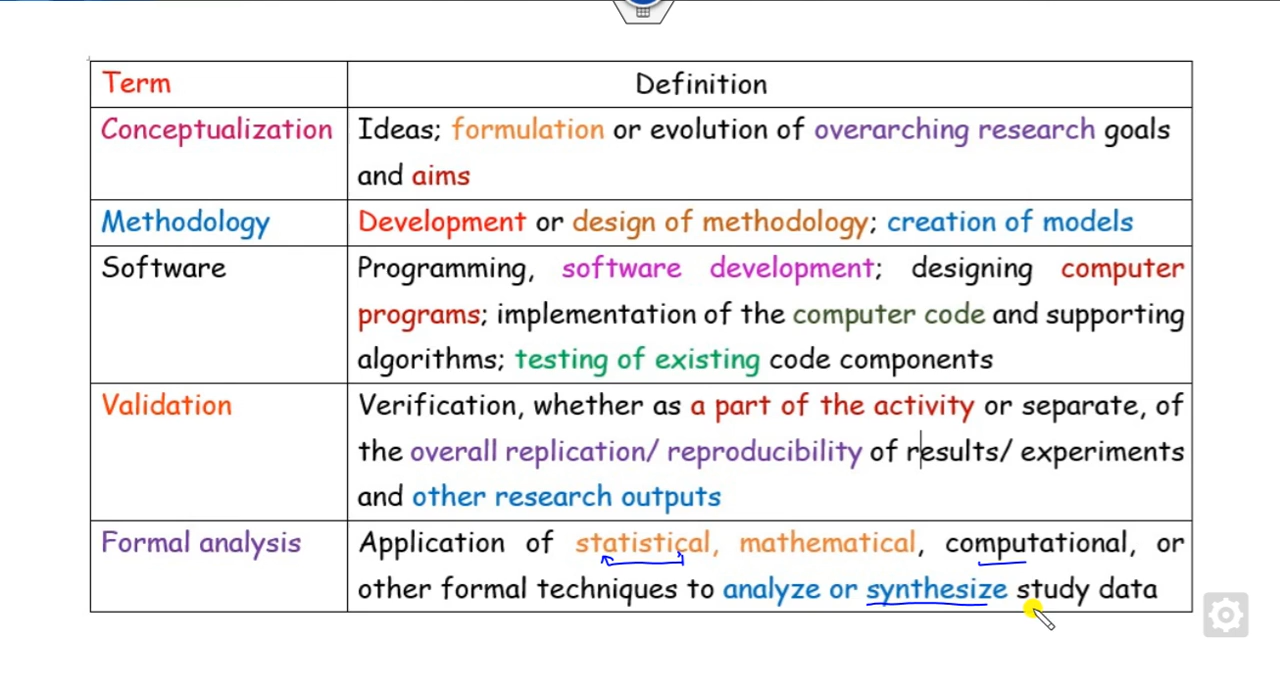 Term Definition
Conceptualization Ideas; formulation or evolution of overarching research goals
and aims
Methodology Development or design of methodology; creation of models
Software Programming, software development; designing computer
programs; implementation of the computer code and supporting
algorithms; testing of existing code components
Validation Verification, whether as a part of the activity or separate, of
the overall replication/ reproducibility of results/ experiments
and other research outputs
Formal analysis Application of statistical, mathematical, computational, or
other formal techniques to analyze or synthesize study data